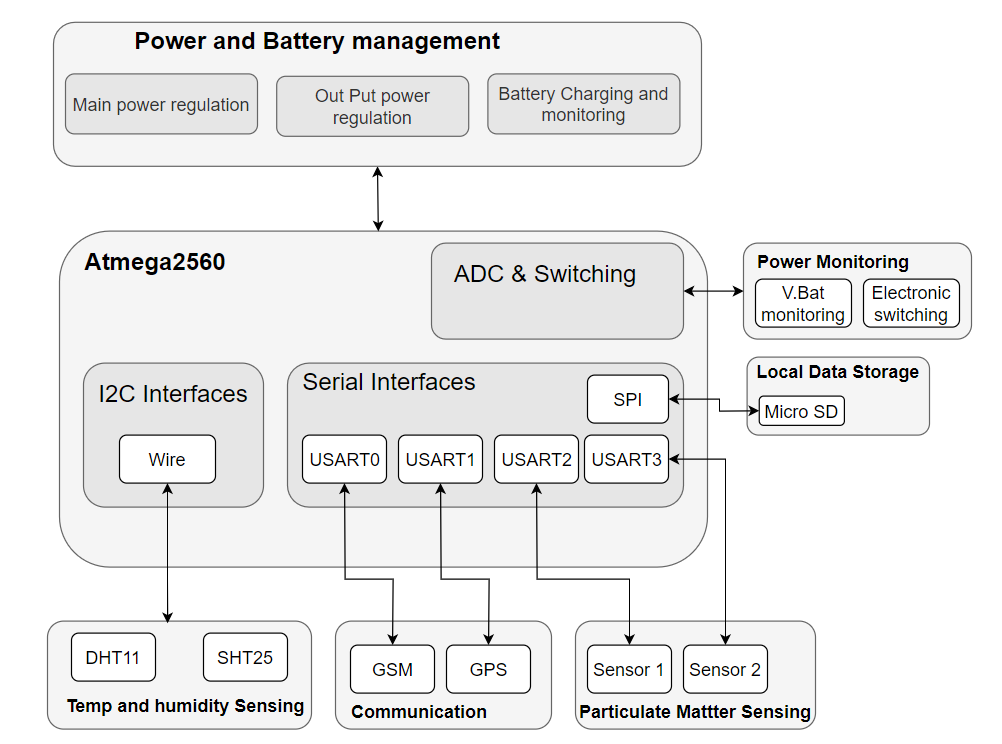 Power and Battery management
Main power regulation
Out Put power
regulation
Battery Charging and
monitoring
Atmega2560
ADC & Switching
Power Monitoring
V.Bat
monitoring
Electronic
switching
I2C Interfaces
Wire
Serial Interfaces
SPI
USART0
USART1
USART2
USART3
Local Data Storage
Micro SD
DHT11
SHT25
Temp and humidity Sensing
GSM
GPS
Communication
Sensor 1
Sensor 2
Particulate Mattter Sensing